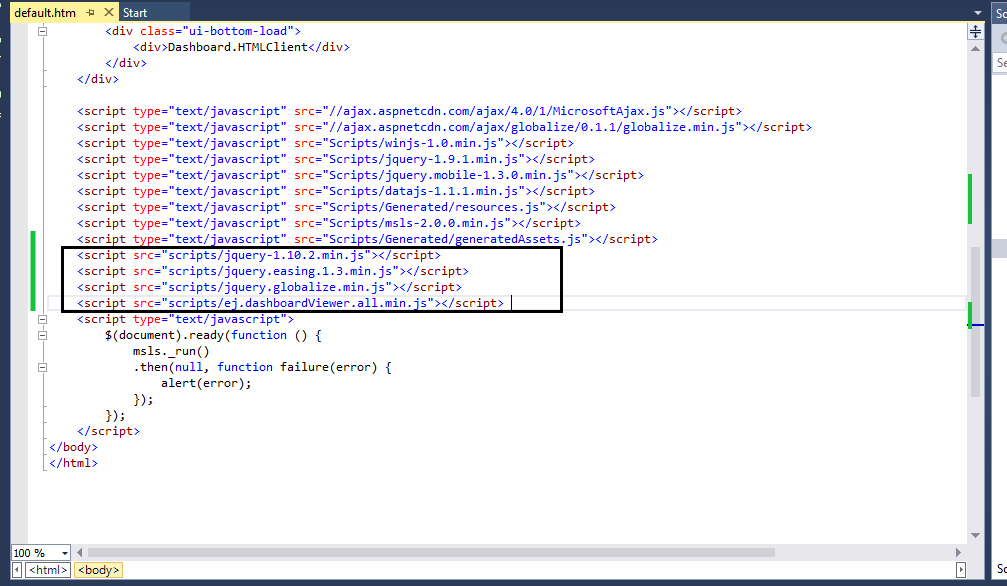 default.htm
Start
<div class="ui-bottom-load">
<div>Dashboard.HTMLClient</div>
</div>
</div>
<script type="text/javascript" src="//ajax.aspnetcdn.com/ajax/4.0/1/MicrosoftAjax.js"></script>
<script type="text/javascript" src="//ajax.aspnetcdn.com/ajax/globalize/0.1.1/globalize.min.js"></script>
<script type="text/javascript" src="Scripts/winjs-1.0.min.js"></script>
<script type="text/javascript" src="Scripts/jquery-1.9.1.min.js"></script>
<script type="text/javascript" src="Scripts/jquery.mobile-1.3.0.min.js"></script>
<script type="text/javascript" src="Scripts/datajs-1.1.1.min.js"></script>
<script type="text/javascript" src="Scripts/Generated/resources.js"></script>
<script type="text/javascript" src="Scripts/msls-2.0.0.min.js"></script>
<script type="text/javascript" src="Scripts/Generated/generatedAssets.js"></script>
<script src="scripts/jquery-1.10.2.min.js"></script>
<script src="scripts/jquery.easing.1.3.min.js"></script>
<script src="scripts/jquery.globalize.min.js"></script>
<script src="scripts/ej.dashboardViewer.all.min.js"></script>
<script type="text/javascript">
$(document).ready(function () {
msls._run()
.then(null, function failure(error) {
alert(error);
});
});
</script>
</body>
</html>
100 %
<html>
<body>